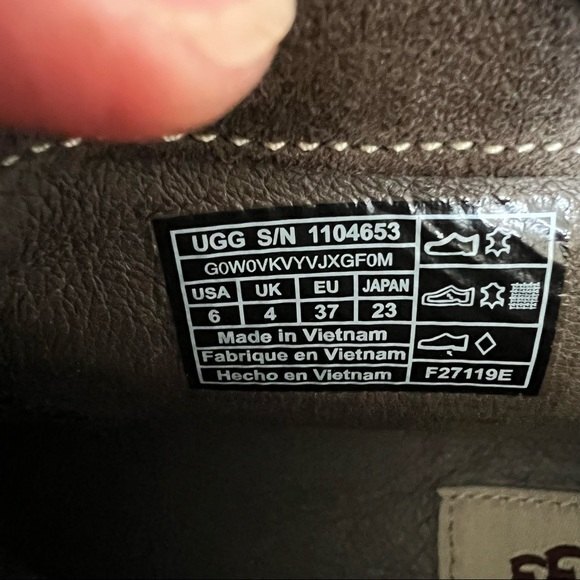 UGG S/N 1104653
G0W0VKVYVJXGF0M
USA UK EU JAPAN
6 4 37 23
Made in Vietnam
Fabrique en Vietnam
Hecho en Vietnam F27119E